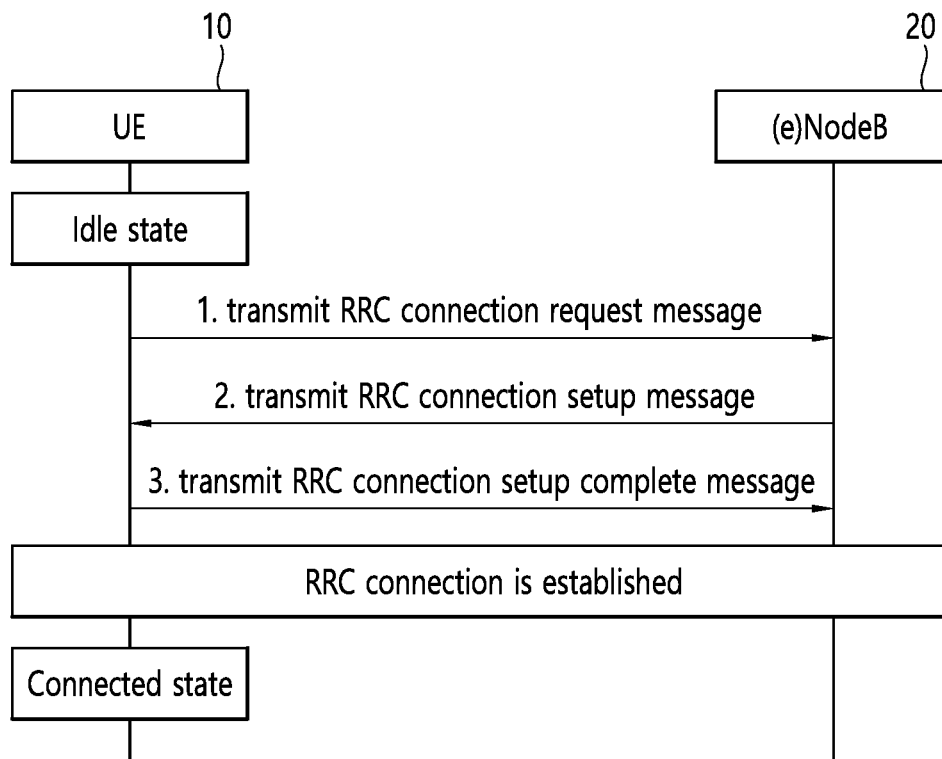 10
20
UE
(e)NodeB
Idle state
1. transmit RRC connection request message
2. transmit RRC connection setup message
3. transmit RRC connection setup complete message
RRC connection is established
Connected state